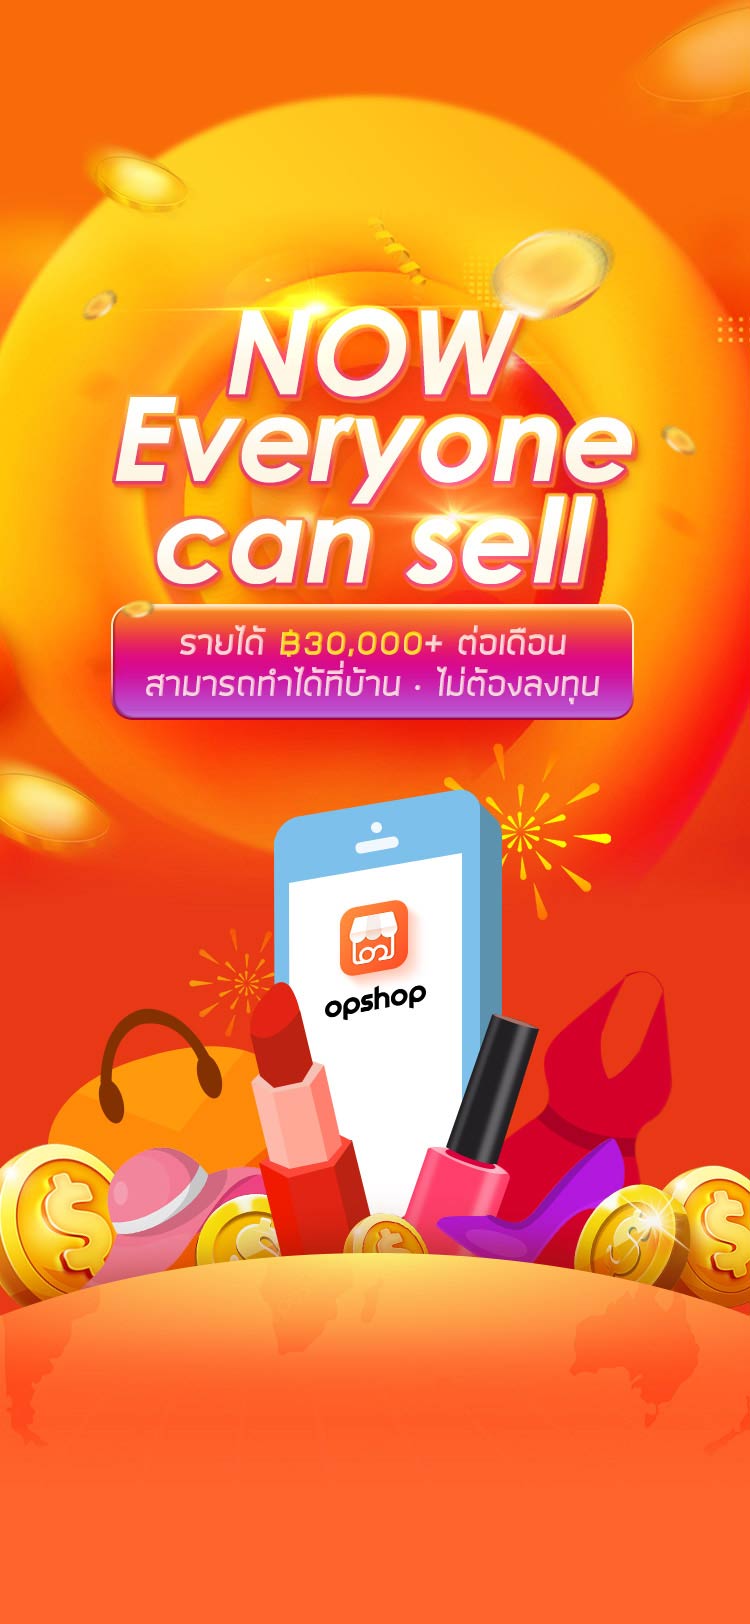 NOW
Everyone
can sell
รายได้ ฿30,000+ ต่อเดือน
สามารถทำได้ที่บ้าน · ไม่ต้องลงทุน
opshop